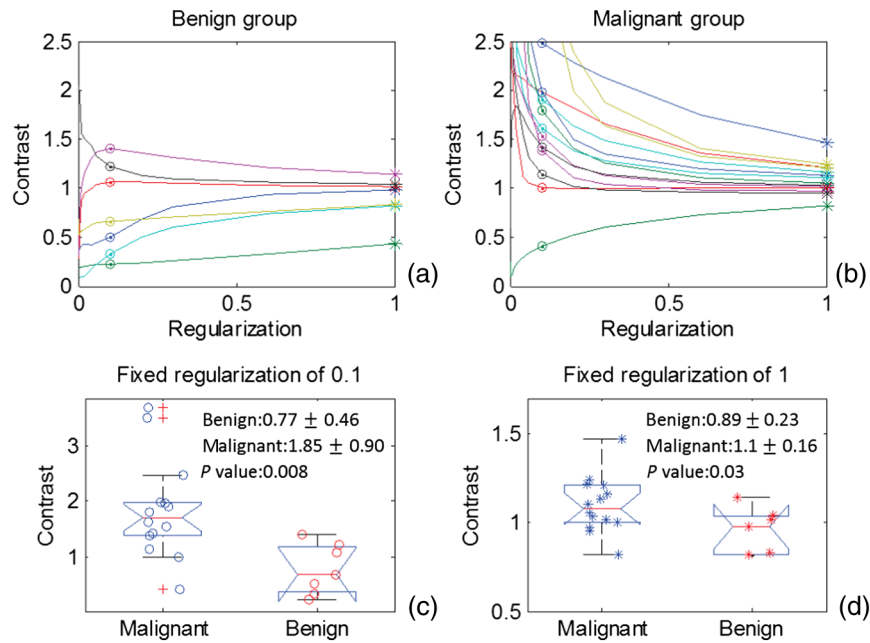 Benign group
2.5
2
1.5
1
0.5
0
Contrast
0 0.5 1
Regularization
(a)
Malignant group
2.5
2
1.5
1
0.5
0
Contrast
0 0.5 1
Regularization
(b)
Fixed regularization of 0.1
Benign:0.77 ± 0.46
Malignant:1.85 ± 0.90
P value:0.008
3
2
1
Contrast
Malignant Benign
(c)
Fixed regularization of 1
Benign:0.89 ± 0.23
Malignant:1.1 ± 0.16
P value:0.03
1.5
1
0.5
Contrast
Malignant Benign
(d)